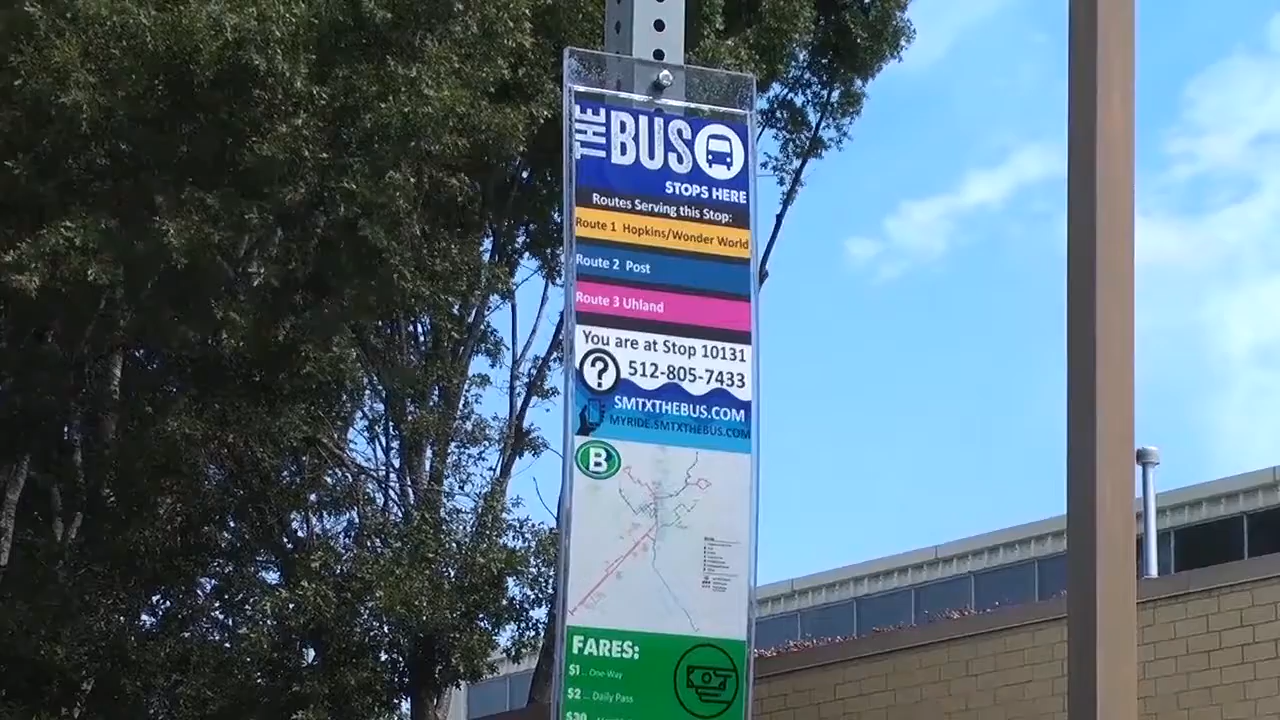 THE BUS
STOPS HERE
Routes Serving this Stop:
Route 1 Hopkins/Wonder World
Route 2 Post
Route 3 Uhland
You are at Stop 10131
? 512-805-7433
SMTXTHEBUS.COM
MYRIDE.SMTXTHEBUS.COM
B
FARES:
$1 ... One Way
$2 ... Daily Pass
$30